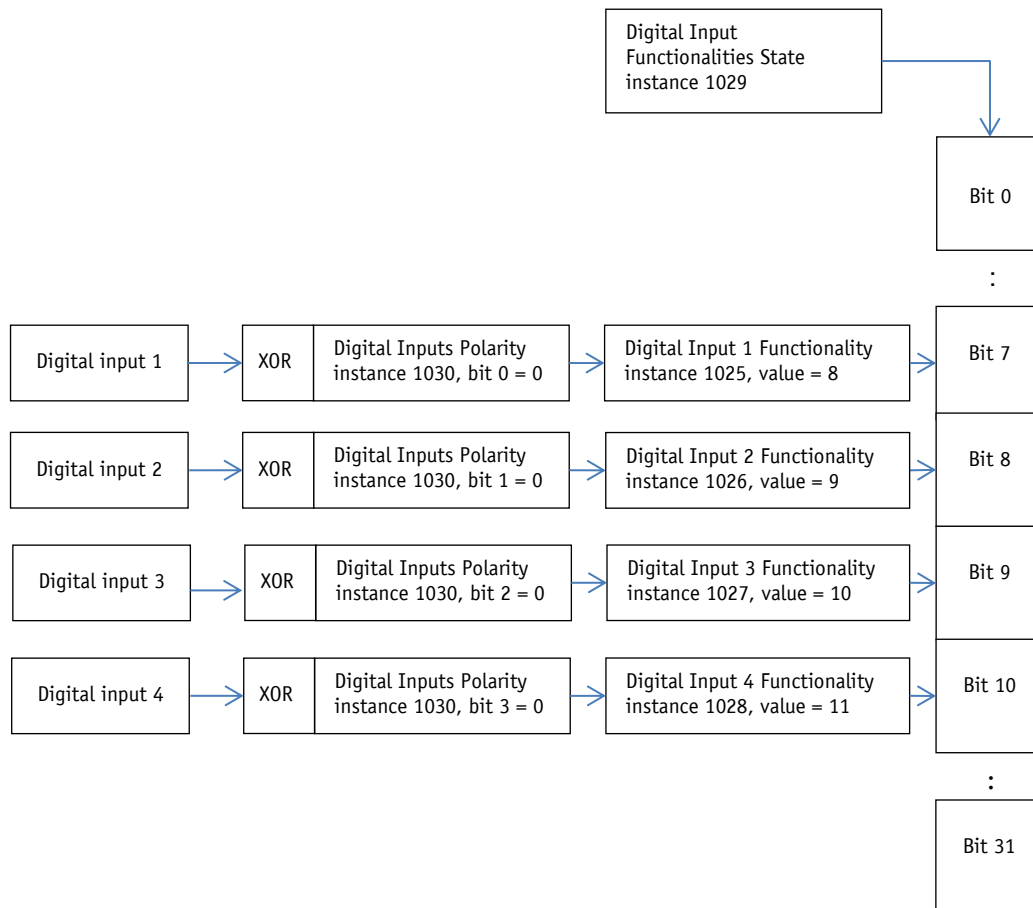 Digital Input
Functionalities State
instance 1029
Bit 0
:
Digital input 1
XOR
Digital Inputs Polarity
instance 1030, bit 0 = 0
Digital Input 1 Functionality
instance 1025, value = 8
Bit 7
Digital input 2
XOR
Digital Inputs Polarity
instance 1030, bit 1 = 0
Digital Input 2 Functionality
instance 1026, value = 9
Bit 8
Digital input 3
XOR
Digital Inputs Polarity
instance 1030, bit 2 = 0
Digital Input 3 Functionality
instance 1027, value = 10
Bit 9
Digital input 4
XOR
Digital Inputs Polarity
instance 1030, bit 3 = 0
Digital Input 4 Functionality
instance 1028, value = 11
Bit 10
:
Bit 31